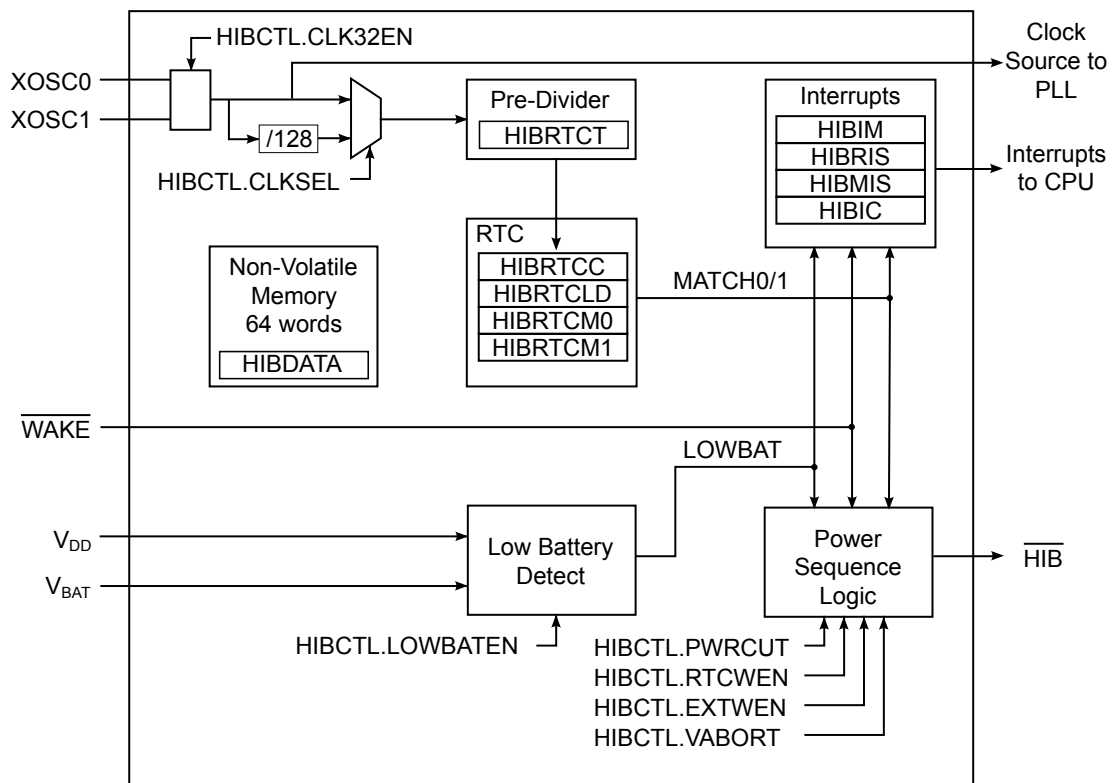 HIBCTL.CLK32EN
XOSC0
XOSC1
/128
HIBCTL.CLKSEL
Pre-Divider
HIBRTCT
Interrupts
HIBIM
HIBRIS
HIBMIS
HIBIC
Clock
Source to
PLL
Interrupts
to CPU
Non-Volatile
Memory
64 words
HIBDATA
RTC
HIBRTCC
HIBRTCLD
HIBRTCM0
HIBRTCM1
MATCH0/1
WAKE
LOWBAT
VDD
VBAT
Low Battery
Detect
HIBCTL.LOWBATEN
Power
Sequence
Logic
HIB
HIBCTL.PWRCUT
HIBCTL.RTCWEN
HIBCTL.EXTWEN
HIBCTL.VABORT